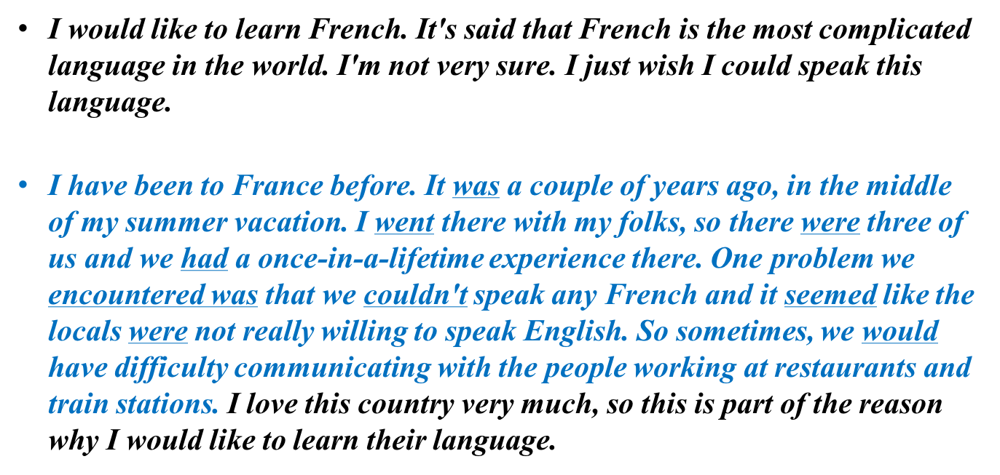 • I would like to learn French. It's said that French is the most complicated
language in the world. I'm not very sure. I just wish I could speak this
language.
• I have been to France before. It was a couple of years ago, in the middle
of my summer vacation. I went there with my folks, so there were three of
us and we had a once-in-a-lifetime experience there. One problem we
encountered was that we couldn't speak any French and it seemed like the
locals were not really willing to speak English. So sometimes, we would
have difficulty communicating with the people working at restaurants and
train stations. I love this country very much, so this is part of the reason
why I would like to learn their language.